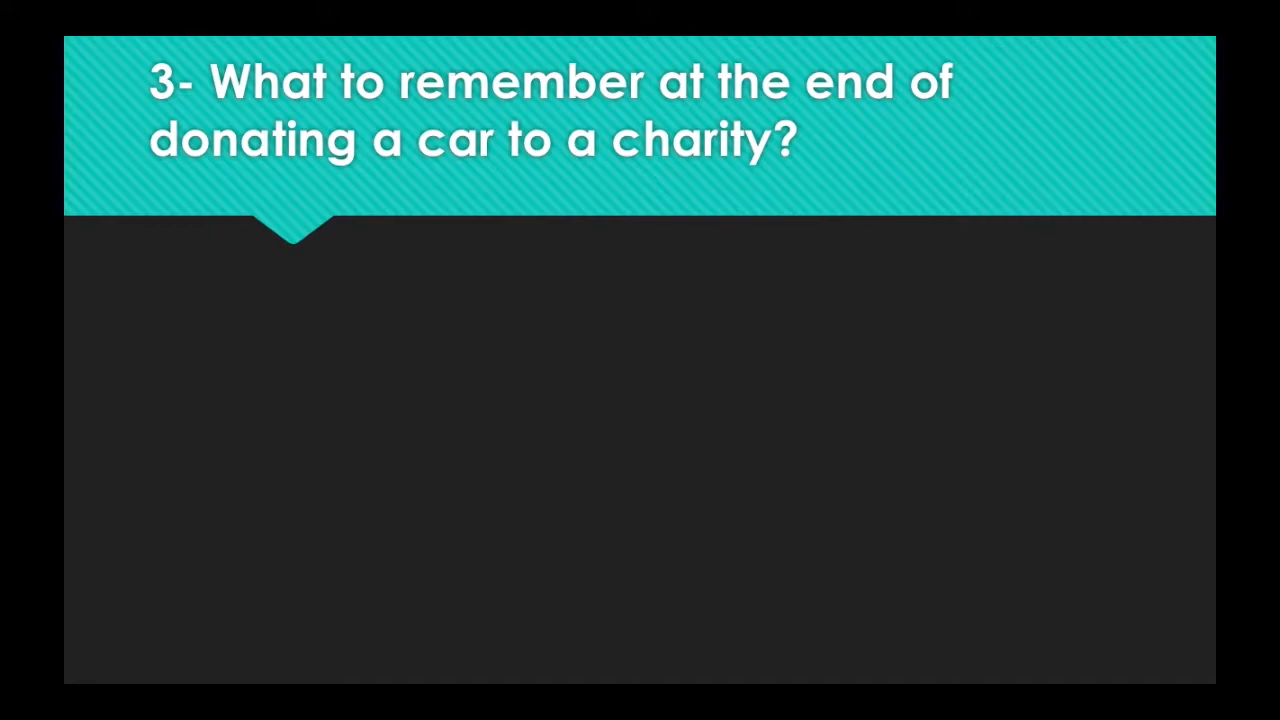 3- What to remember at the end of
donating a car to a charity?